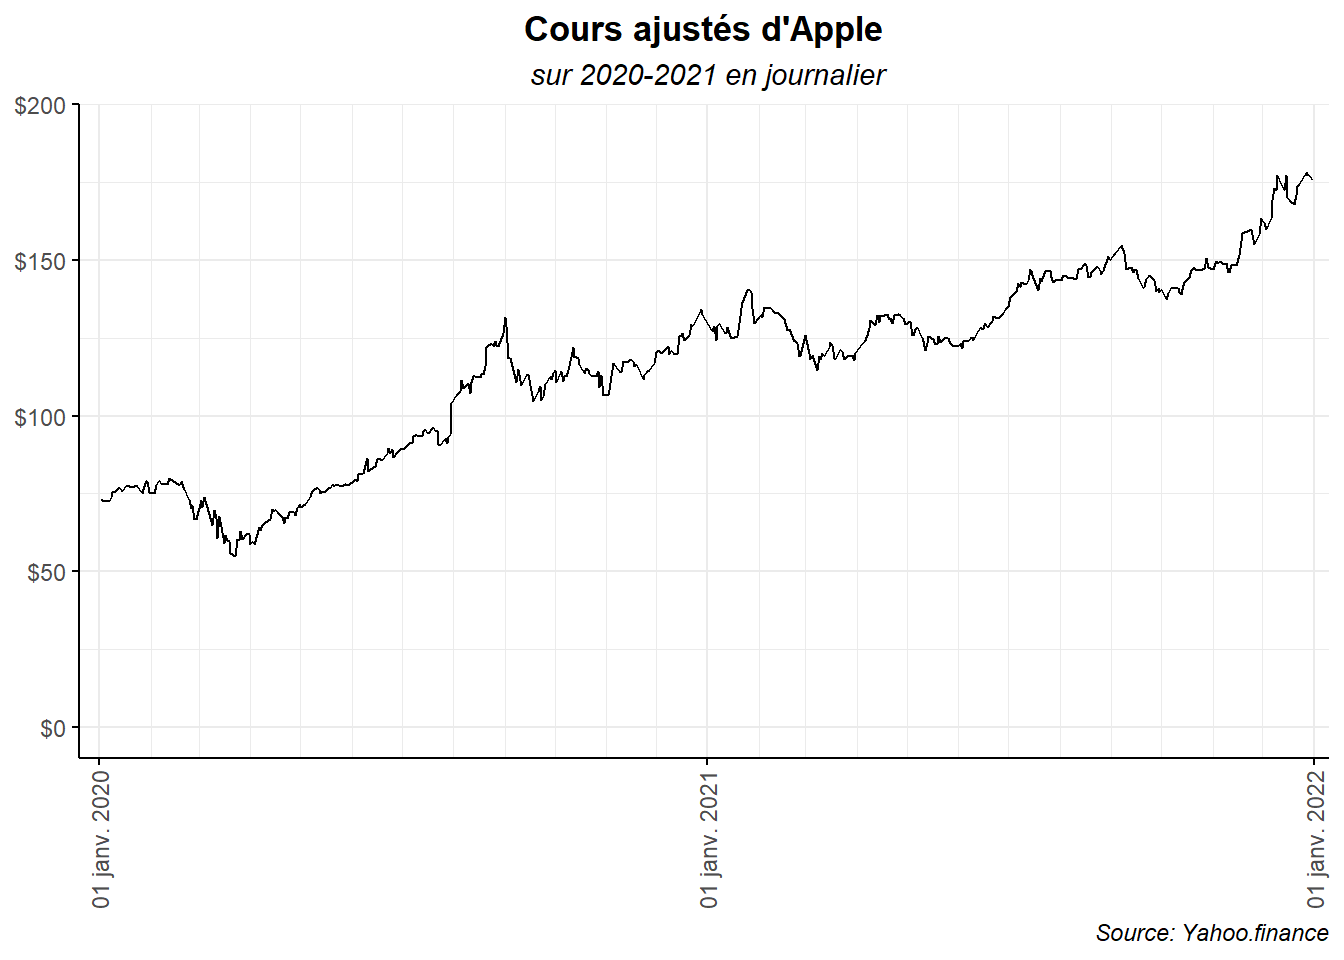 Cours ajustés d'Apple
sur 2020-2021 en journalier
$200
$150
$100
$50
$0
01 janv. 2020
01 janv. 2021
01 janv. 2022
Source: Yahoo.finance